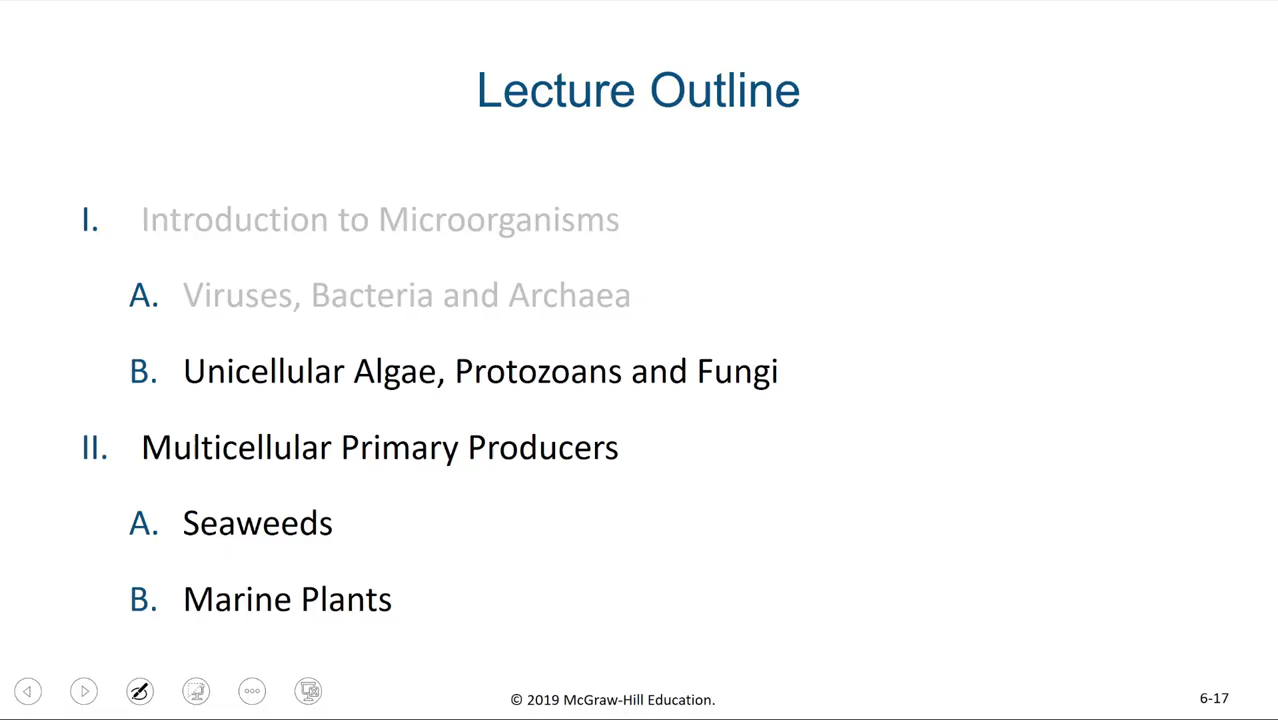 Lecture Outline
I. Introduction to Microorganisms
A. Viruses, Bacteria and Archaea
B. Unicellular Algae, Protozoans and Fungi
II. Multicellular Primary Producers
A. Seaweeds
B. Marine Plants
© 2019 McGraw-Hill Education.
6-17